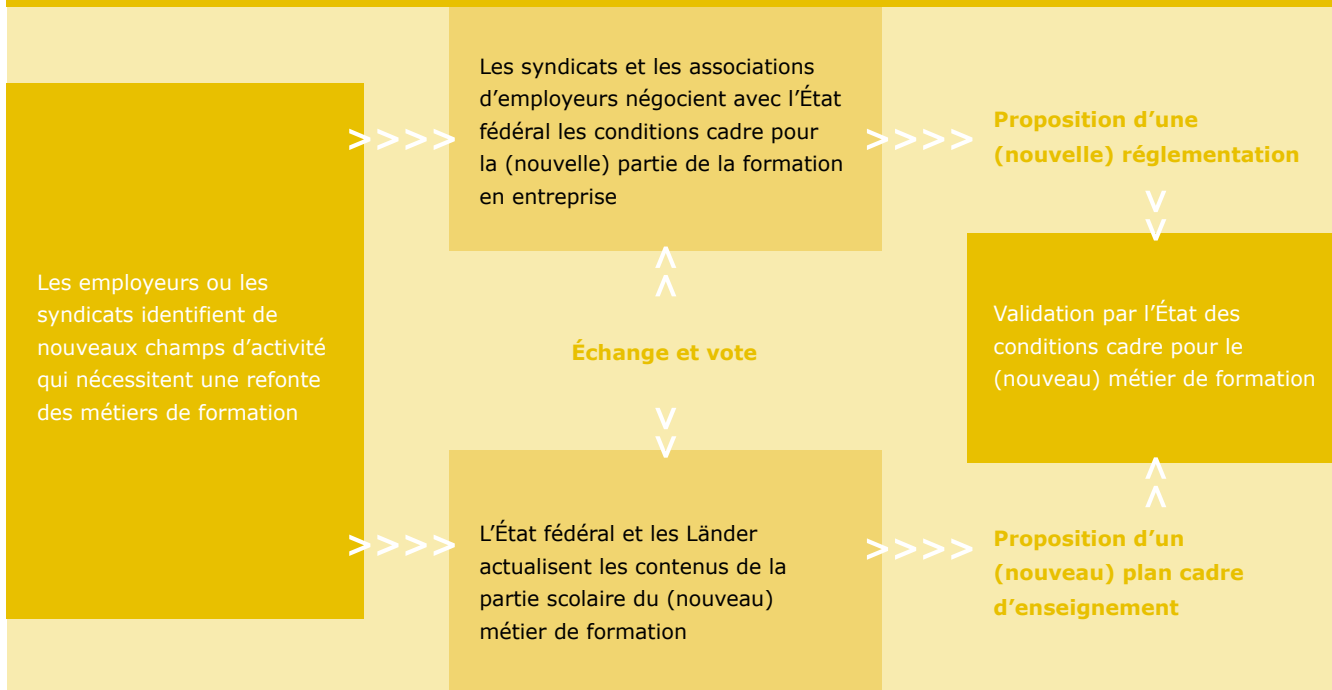 Les employeurs ou les
syndicats identifient de
nouveaux champs d’activité
qui nécessitent une refonte
des métiers de formation
>>>>
>>>>
Les syndicats et les associations
d’employeurs négocient avec l’État
fédéral les conditions cadre pour
la (nouvelle) partie de la formation
en entreprise
Échange et vote
L’État fédéral et les Länder
actualisent les contenus de la
partie scolaire du (nouveau)
métier de formation
>>>>
>>>>
Proposition d’une
(nouvelle) réglementation
Validation par l’État des
conditions cadre pour le
(nouveau) métier de formation
Proposition d’un
(nouveau) plan cadre
d’enseignement